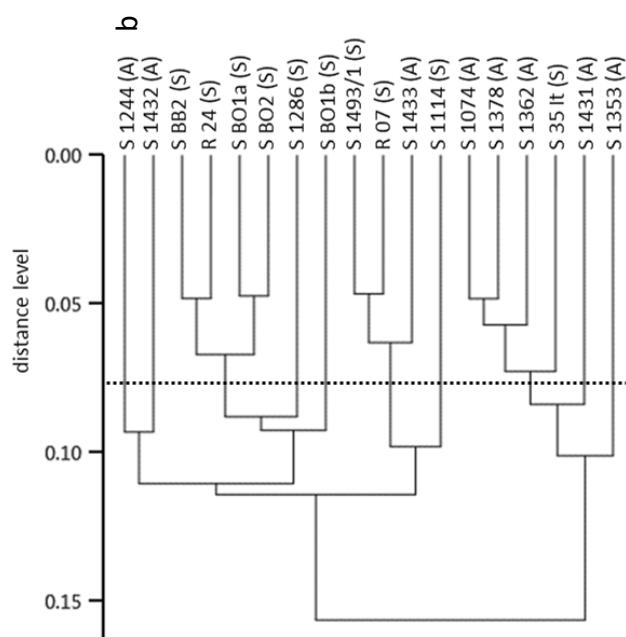 b
S 1244 (A)
S 1432 (A)
S BB2 (S)
R 24 (S)
S BO1a (S)
S BO2 (S)
S 1286 (S)
S BO1b (S)
S 1493/1 (S)
R 07 (S)
S 1433 (A)
S 1114 (S)
S 1074 (A)
S 1378 (A)
S 1362 (A)
S 35 lt (S)
S 1431 (A)
S 1353 (A)
distance level
0.00
0.05
0.10
0.15